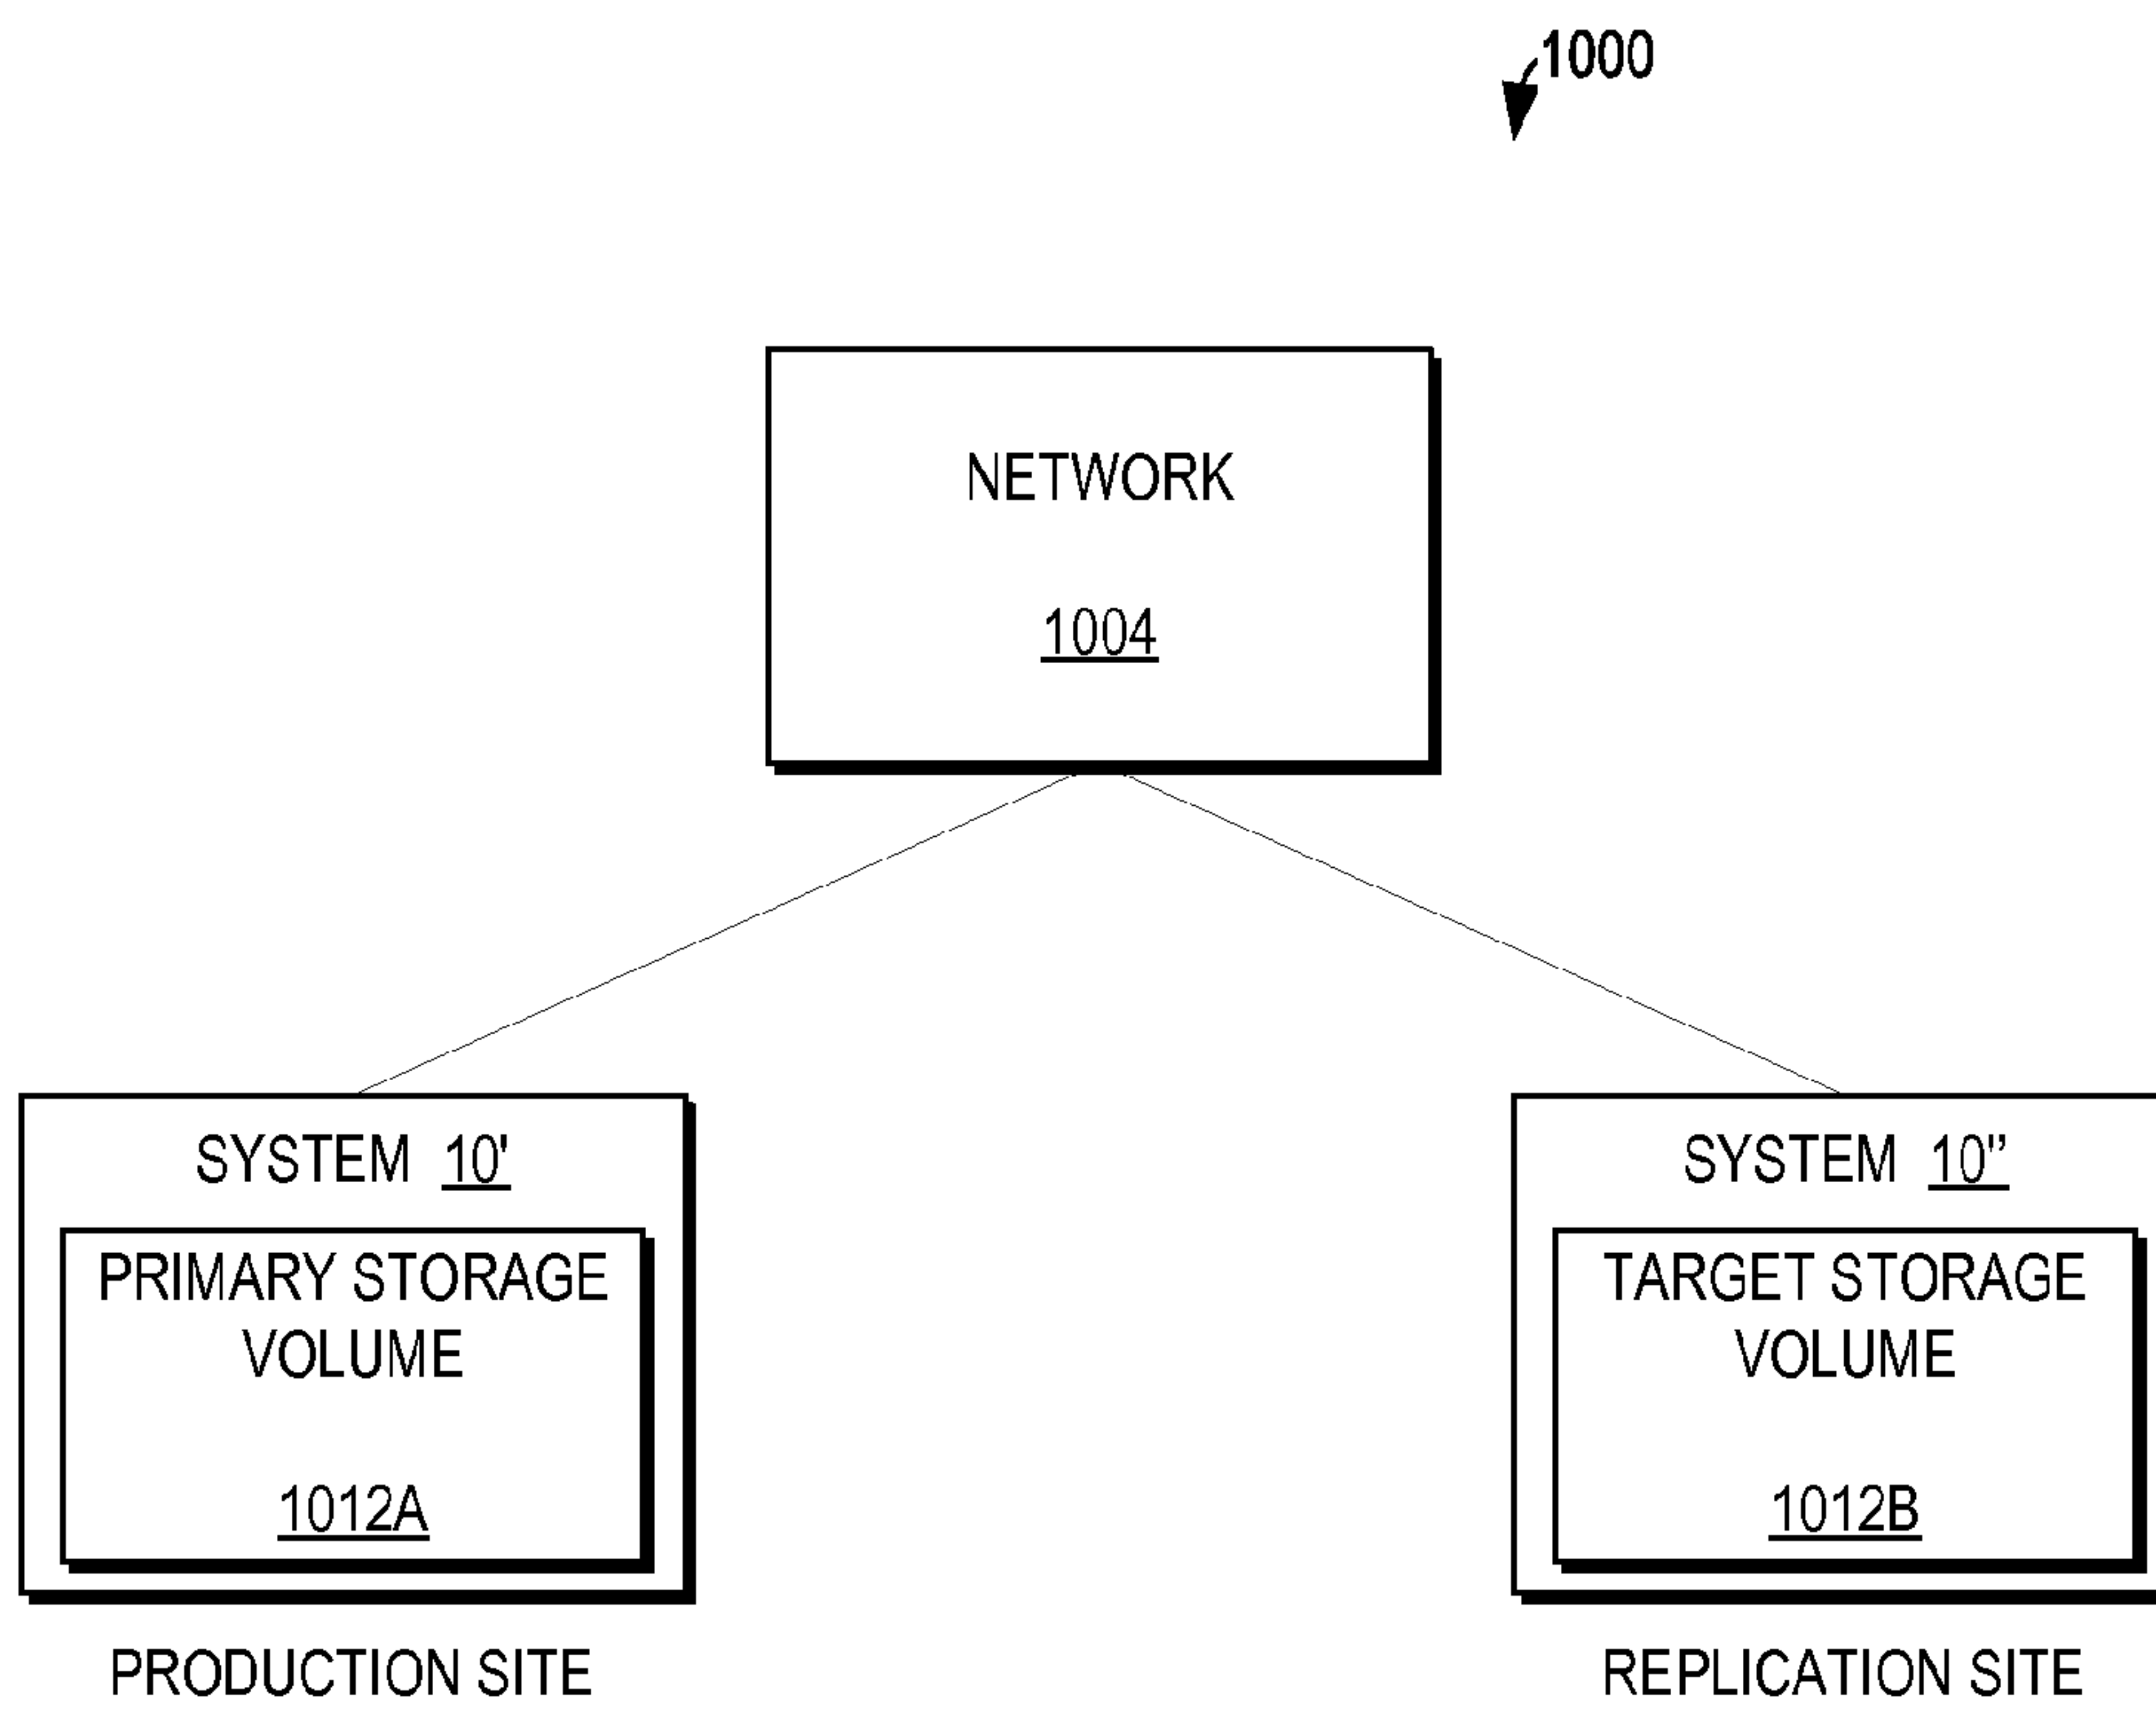 1000
NETWORK
1004
SYSTEM 10'
PRIMARY STORAGE
VOLUME
1012A
PRODUCTION SITE
SYSTEM 10"
TARGET STORAGE
VOLUME
1012B
REPLICATION SITE